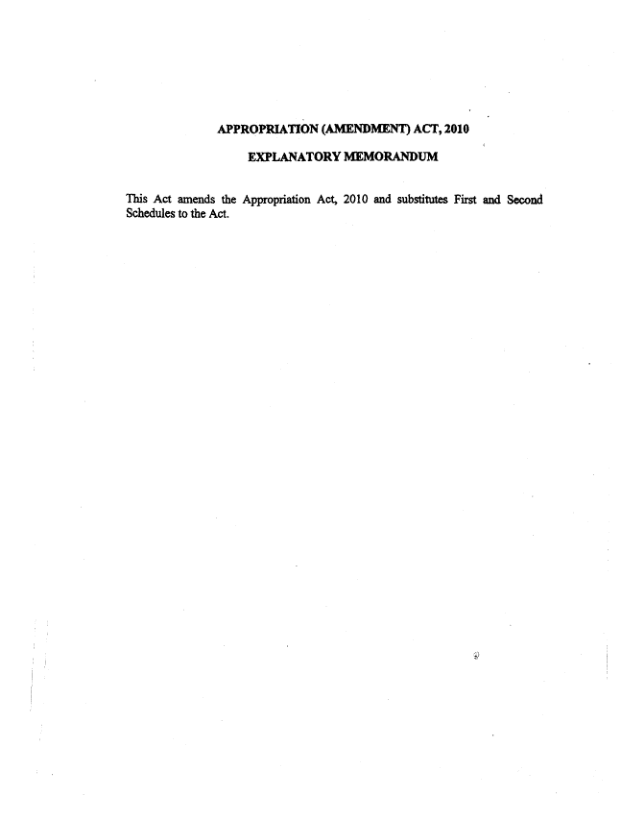 APPROPRIATION (AMENDMENT) ACT, 2010
EXPLANATORY MEMORANDUM
This Act amends the Appropriation Act, 2010 and substitutes First and Second
Schedules to the Act.